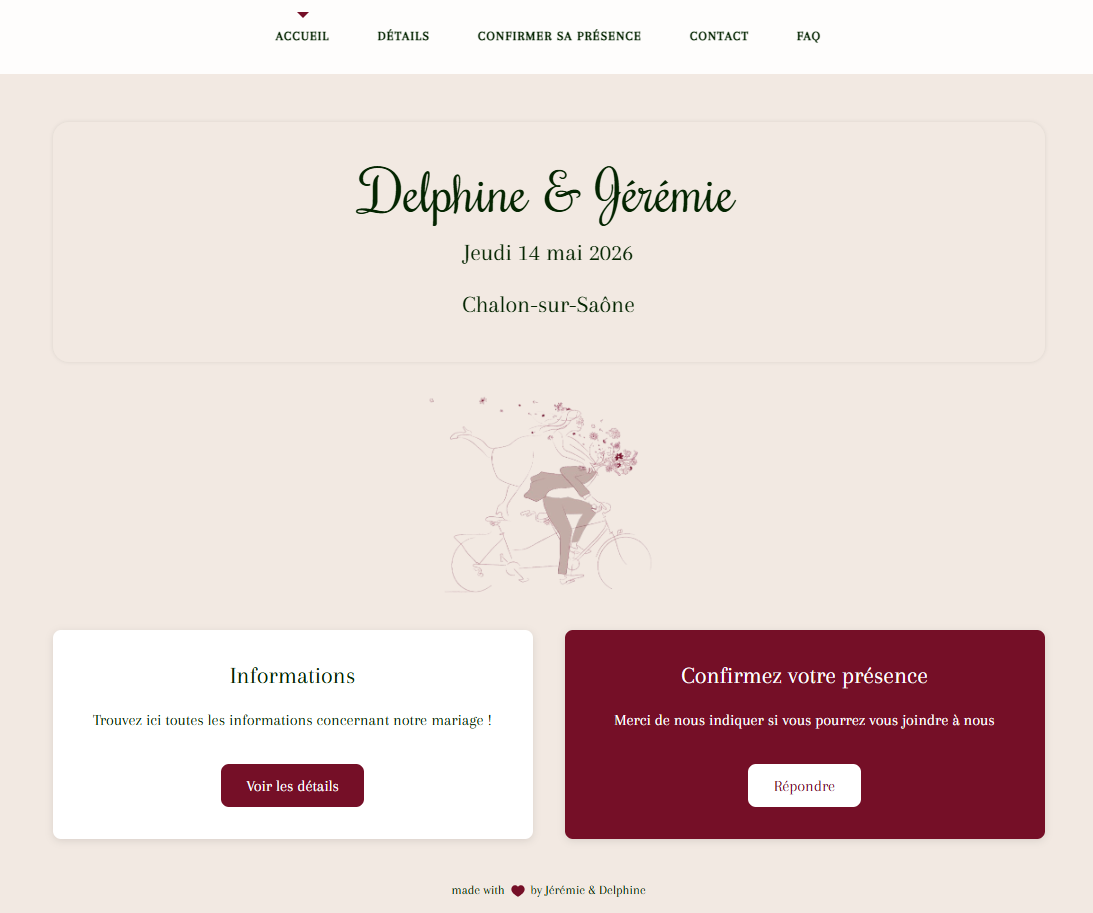 ACCUEIL DÉTAILS CONFIRMER SA PRÉSENCE CONTACT FAQ
Delphine & Jérémie
Jeudi 14 mai 2026
Chalon-sur-Saône
Informations
Trouvez ici toutes les informations concernant notre mariage !
Voir les détails
Confirmez votre présence
Merci de nous indiquer si vous pourrez vous joindre à nous
Répondre
made with ❤ by Jérémie & Delphine